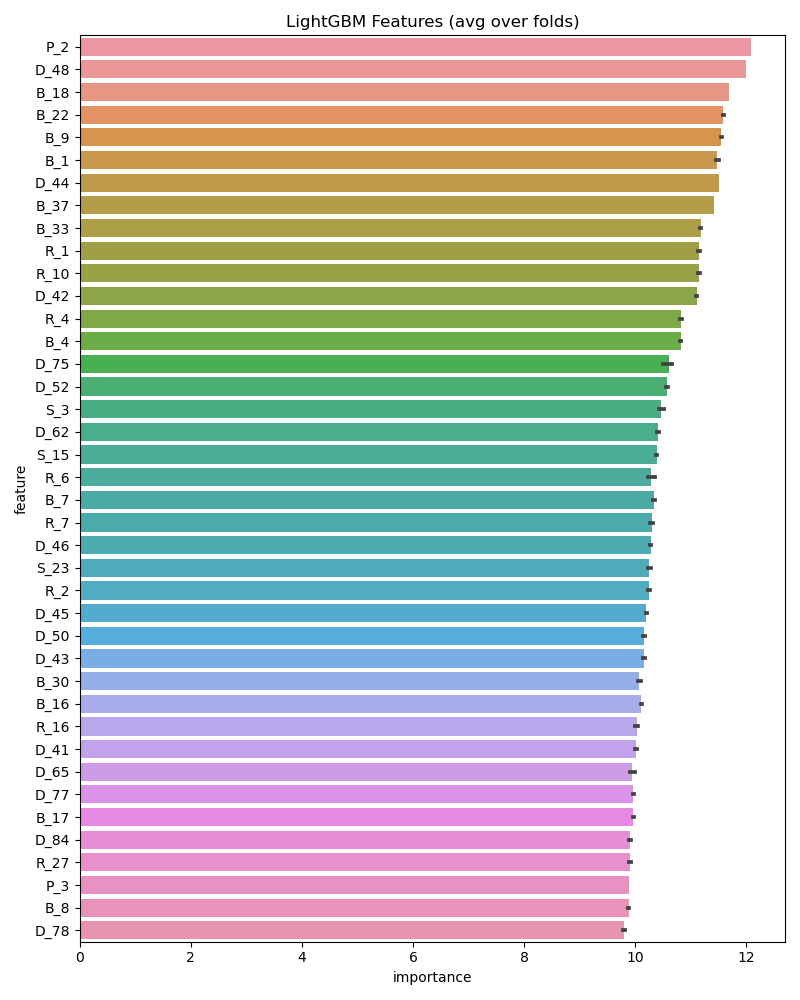 LightGBM Features (avg over folds)
P_2
D_48
B_18
B_22
B_9
B_1
D_44
B_37
B_33
R_1
R_10
D_42
R_4
B_4
D_75
D_52
S_3
D_62
S_15
R_6
B_7
R_7
D_46
S_23
R_2
D_45
D_50
D_43
B_30
B_16
R_16
D_41
D_65
D_77
B_17
D_84
R_27
P_3
B_8
D_78
feature
0 2 4 6 8 10 12
importance